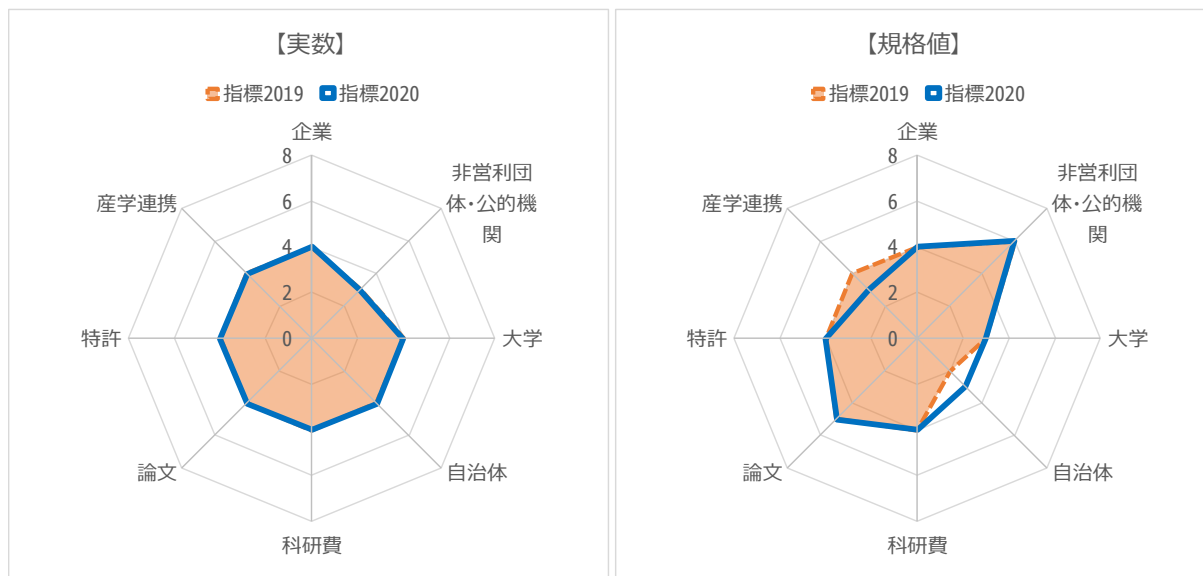 【実数】
指標2019 指標2020
企業
非営利団
体・公的機
関
大学
自治体
科研費
論文
特許
産学連携
8
6
4
2
0
【規格値】
指標2019 指標2020
企業
非営利団
体・公的機
関
大学
自治体
科研費
論文
特許
産学連携
8
6
4
2
0